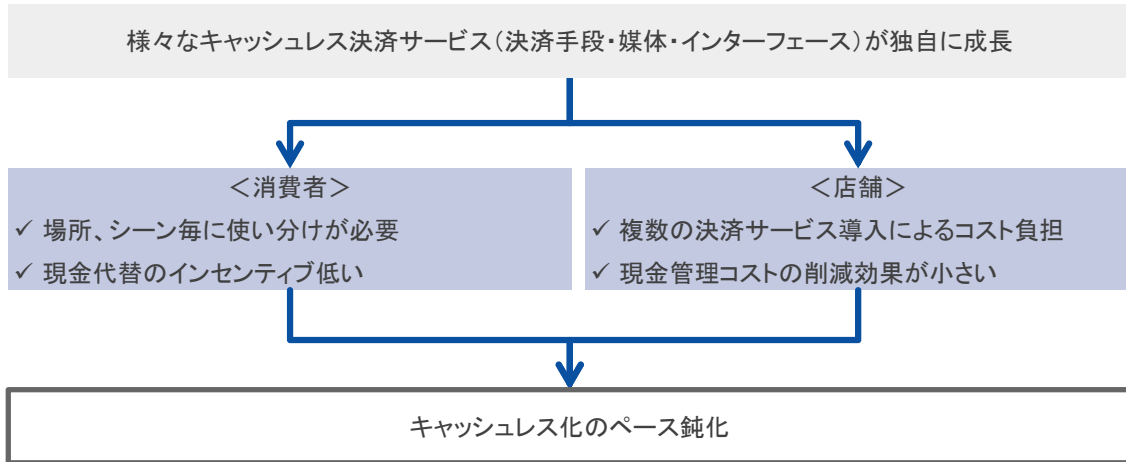 様々なキャッシュレス決済サービス（決済手段・媒体・インターフェース）が独自に成長
＜消費者＞
✓ 場所、シーン毎に使い分けが必要
✓ 現金代替のインセンティブ低い
＜店舗＞
✓ 複数の決済サービス導入によるコスト負担
✓ 現金管理コストの削減効果が小さい
キャッシュレス化のペース鈍化